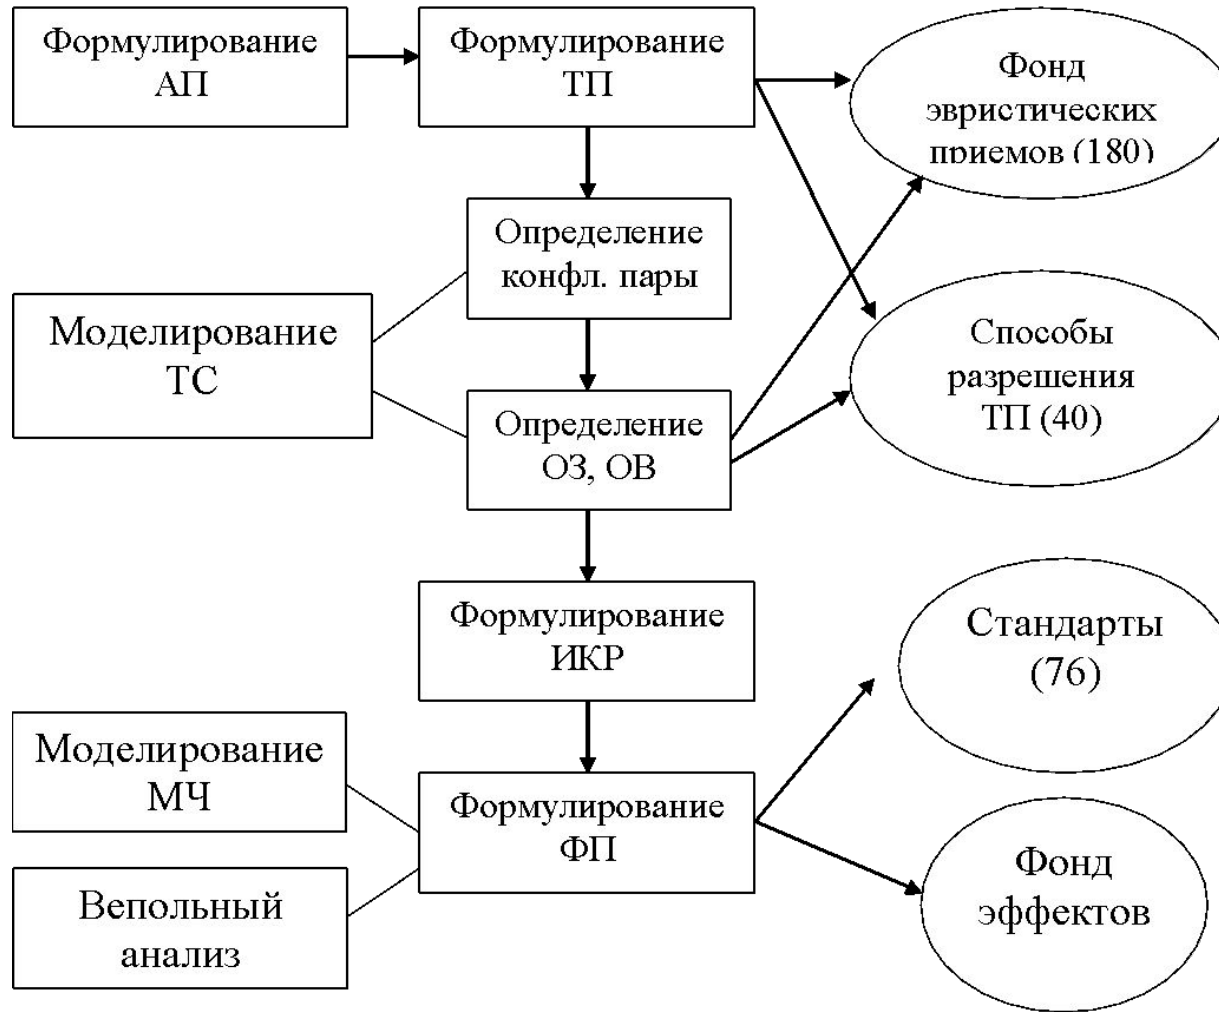 Формулирование
АП
Формулирование
ТП
Фонд
эвристических
приемов (180)
Определение
конфл. пары
Моделирование
ТС
Способы
разрешения
ТП (40)
Определение
ОЗ, ОВ
Формулирование
ИКР
Стандарты
(76)
Моделирование
МЧ
Формулирование
ФП
Фонд
эффектов
Вепольный
анализ